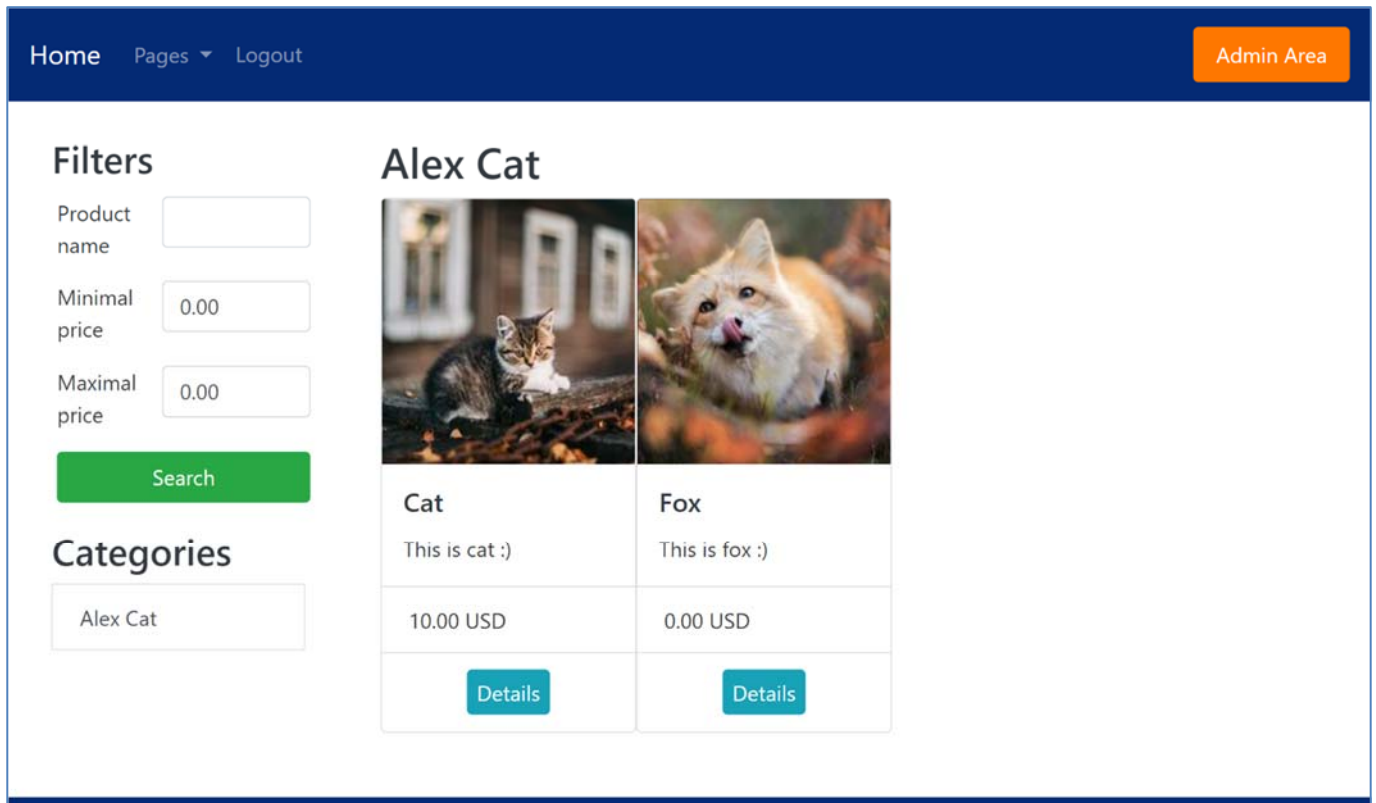 Home Pages Logout Admin Area
Filters
Product
name
Minimal
price
0.00
Maximal
price
0.00
Search
Categories
Alex Cat
Alex Cat
Cat
This is cat :)
10.00 USD
Details
Fox
This is fox :)
0.00 USD
Details